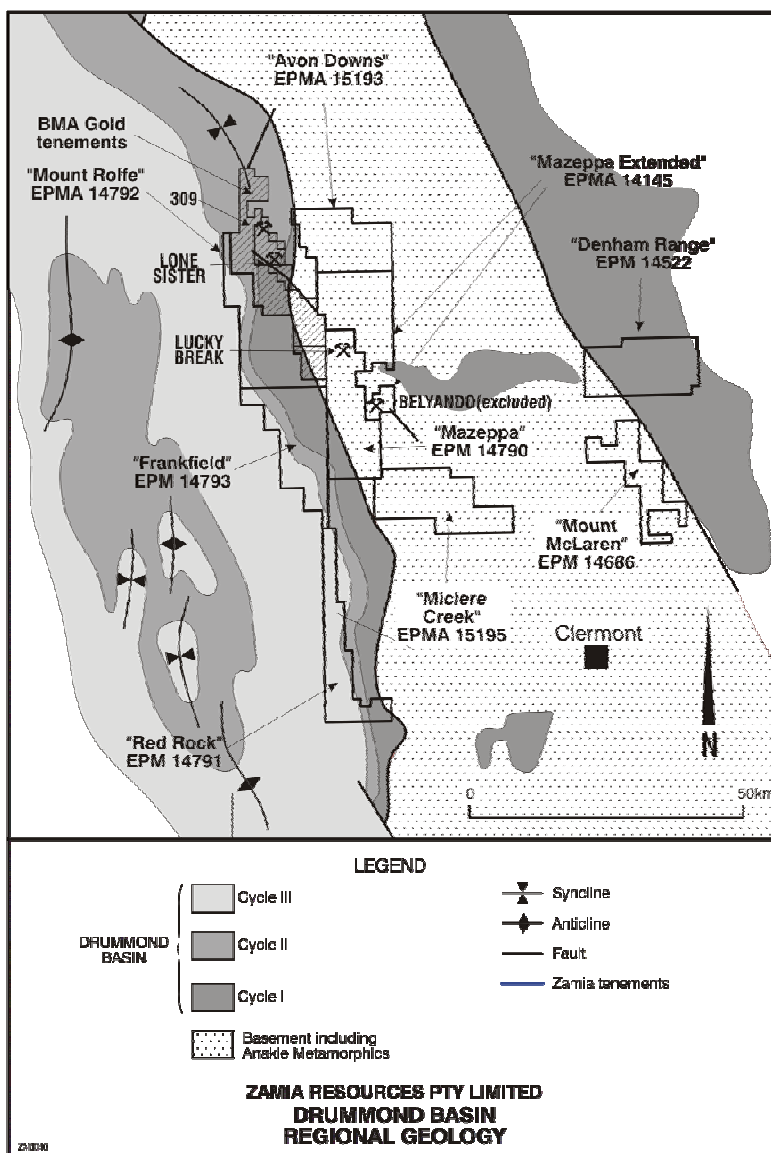 "Avon Downs"
EPMA 15193
BMA Gold
tenements
"Mount Rolfe"
EPMA 14792
309
LONE
SISTER
"Mazeppa Extended"
EPMA 14145
"Denham Range"
EPM 14522
LUCKY
BREAK
BELYANDO(excluded)
"Mazeppa"
EPM 14790
"Frankfield"
EPM 14793
"Mount
McLaren"
EPM 14686
"Miclere
Creek"
EPMA 15195
Clermont
"Red Rock"
EPM 14791
N
0
50km
LEGEND
DRUMMOND
BASIN
Cycle III
Cycle II
Cycle I
Basement including
Anakie Metamorphics
Syncline
Anticline
Fault
Zamia tenements
ZAMIA RESOURCES PTY LIMITED
DRUMMOND BASIN
REGIONAL GEOLOGY